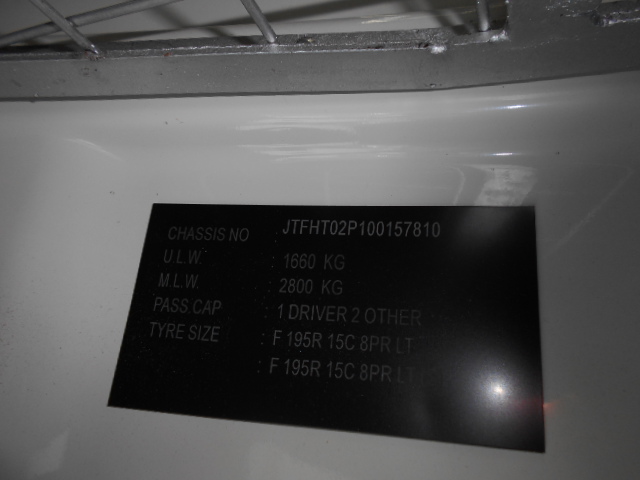 CHASSIS NO : JTFHT02P100157810
U.L.W. : 1660 KG
M.L.W. : 2800 KG
PASS.CAP : 1 DRIVER 2 OTHER
TYRE SIZE : F 195R 15C 8PR LT
: F 195R 15C 8PR LT